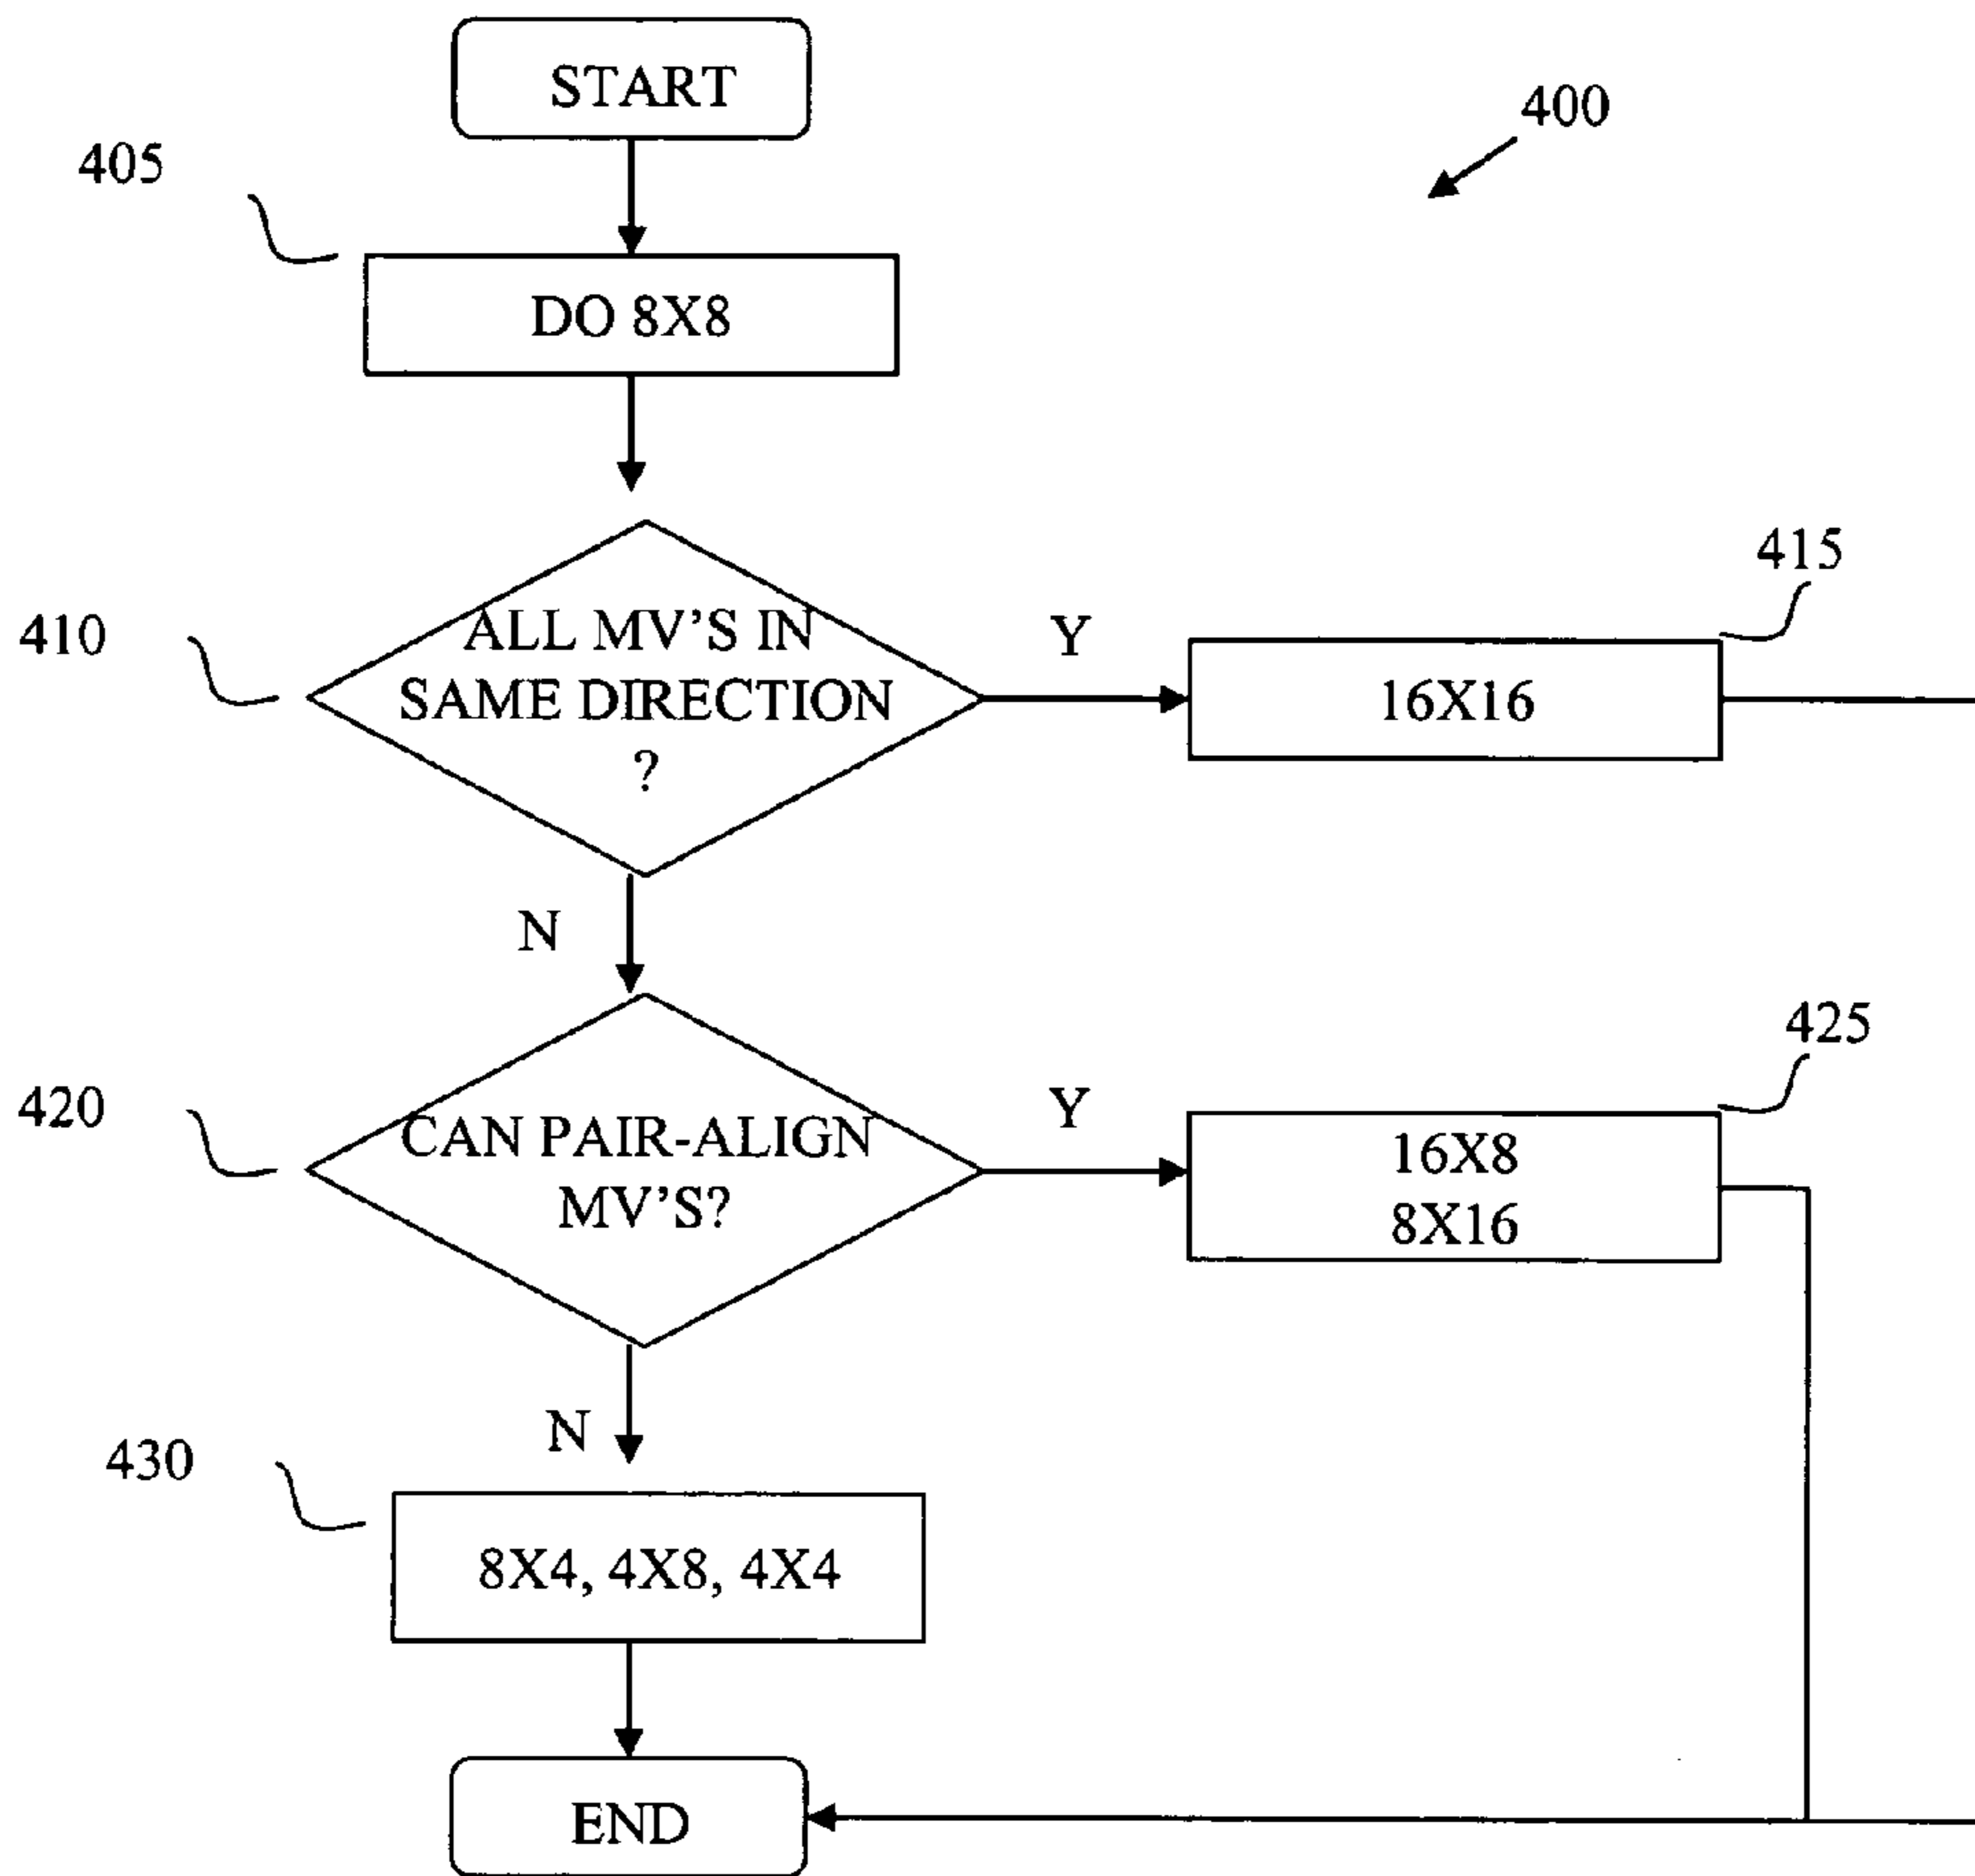 START
400
405
DO 8X8
410
ALL MV'S IN
SAME DIRECTION
?
Y
415
16X16
N
420
CAN PAIR-ALIGN
MV'S?
Y
425
16X8
8X16
N
430
8X4, 4X8, 4X4
END